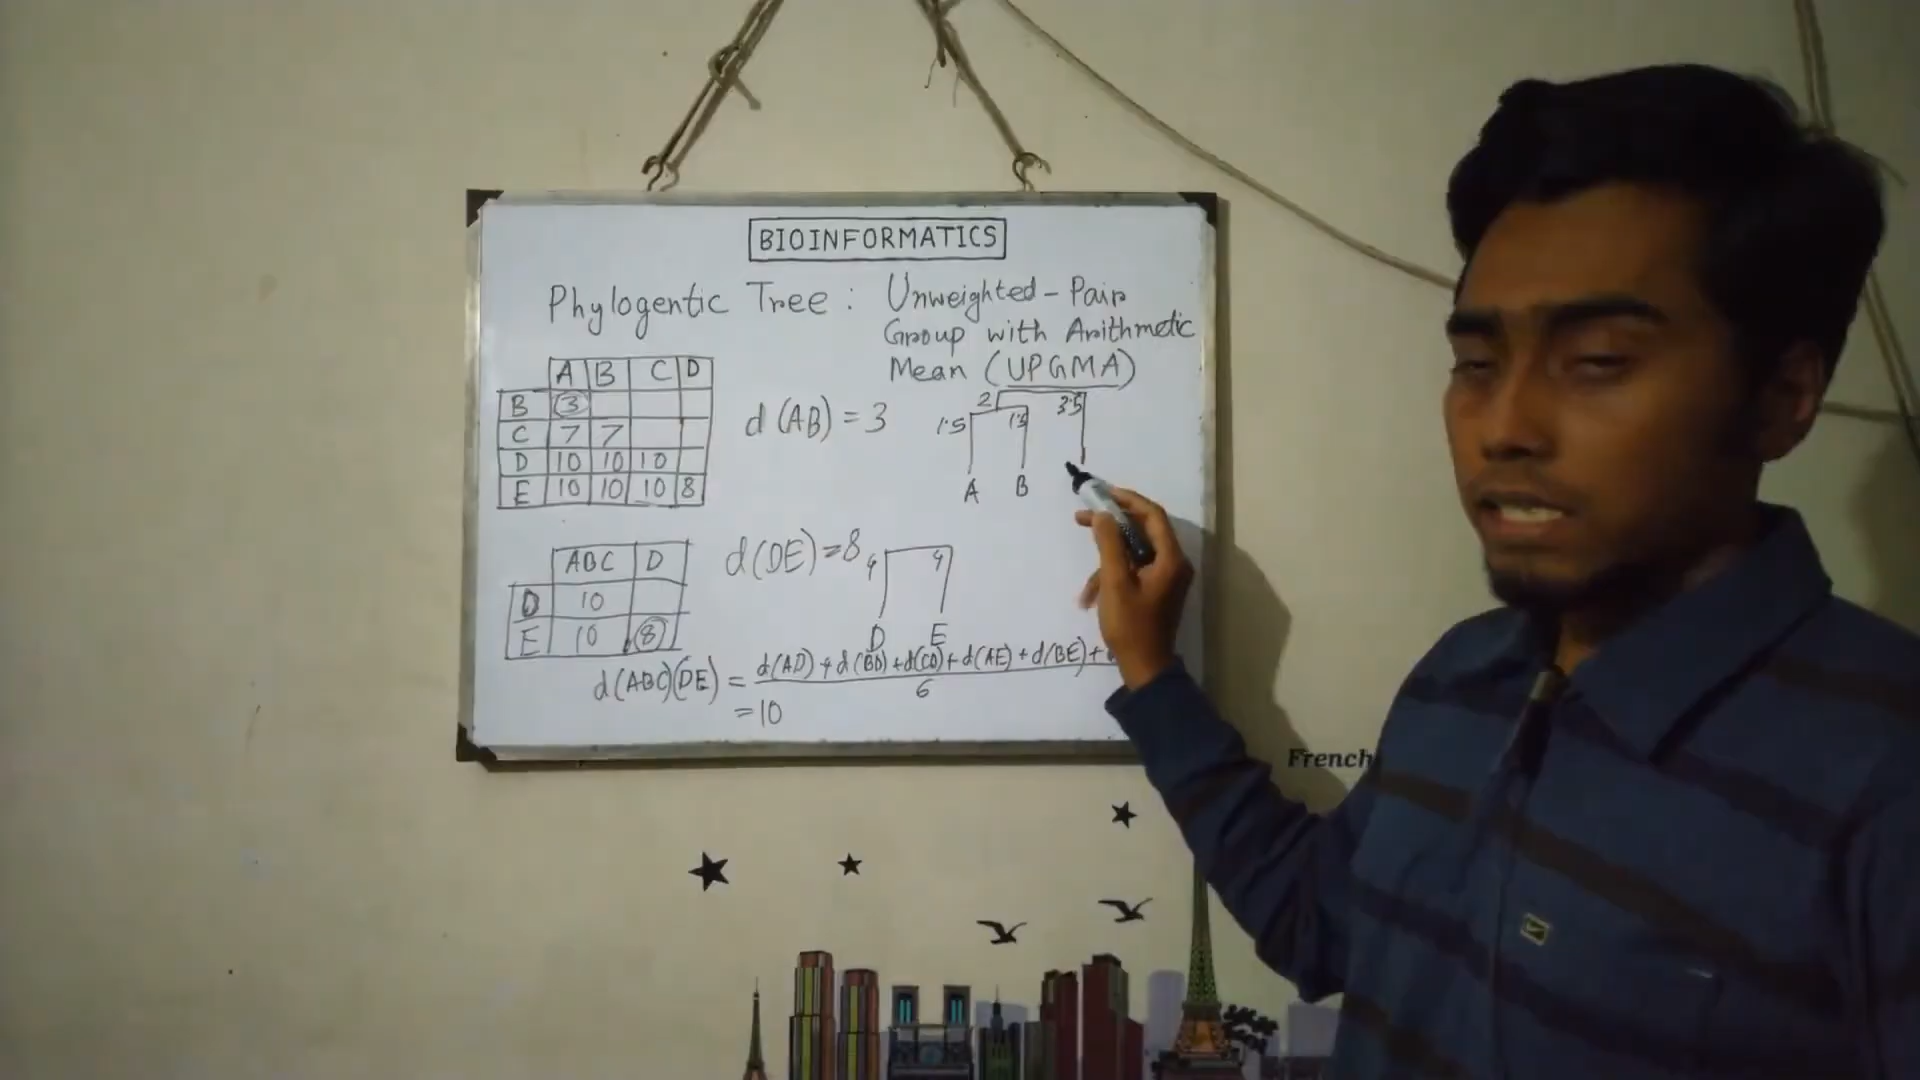 BIOINFORMATICS
Phylogentic Tree : Unweighted-Pair
Group with Arithmetic
Mean (UPGMA)
A B C D
B 3
C 7 7
D 10 10 10
E 10 10 10 8
d(AB) = 3
2 3.5
1.5 1.5
A B
ABC D
D 10
E 10 8
d(DE)=8
4 4
D E
d(ABC)(DE) = d(AD) + d(BD) + d(CD) + d(AE) + d(BE) +
6
=10
French